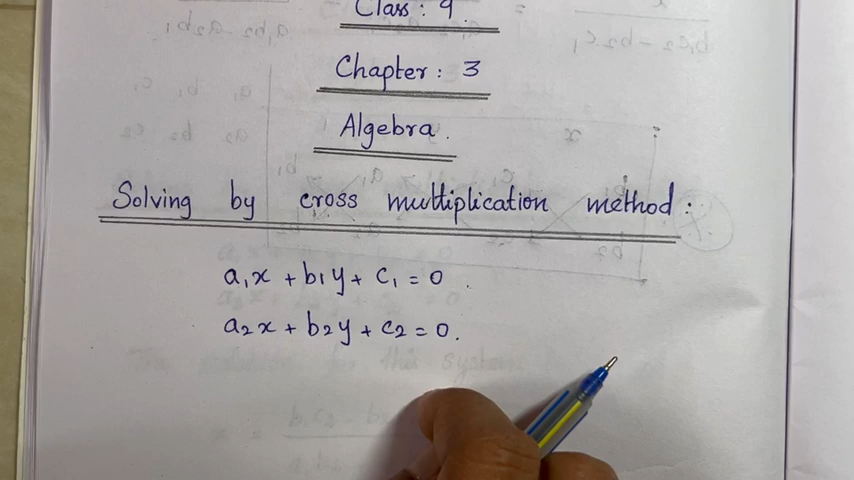 Class: 9
Chapter: 3
Algebra.
Solving by cross multiplication method:
a₁x + b₁y + c₁ = 0.
a₂x + b₂y + c₂ = 0.